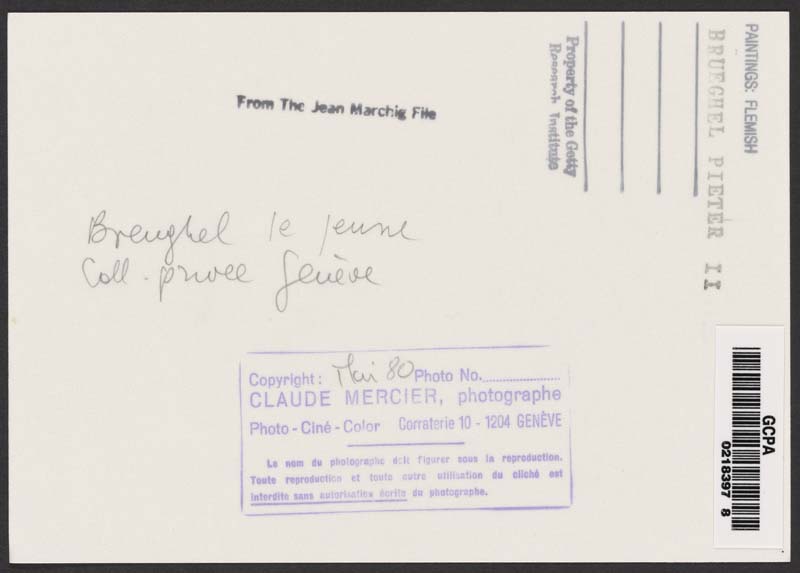 From The Jean Marchig File
Breughel le jeune
Coll. privée Genève
Copyright: Mai 80 Photo No.
CLAUDE MERCIER, photographe
Photo - Ciné - Color Corraterie 10 - 1204 GENÈVE
Le nom du photographe doit figurer sous la reproduction.
Toute reproduction et toute autre utilisation du cliché est
interdite sans autorisation écrite du photographe.
PAINTINGS: FLEMISH
BRUEGHEL PIETER II
Property of the Getty
Research Institute
GCPA
0218397 8